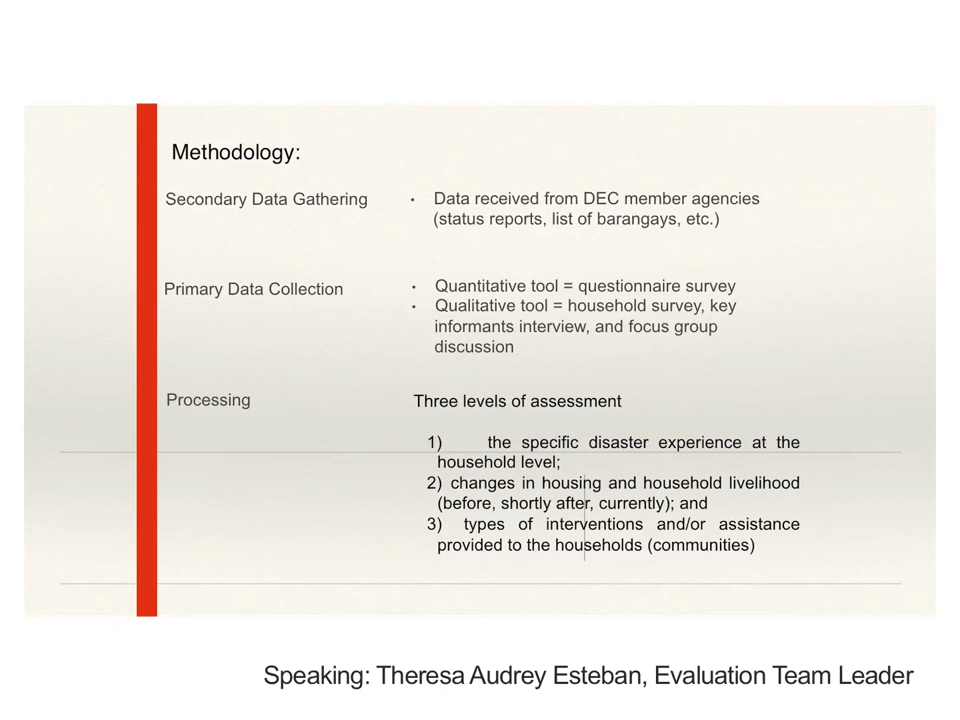 Methodology:
Secondary Data Gathering
• Data received from DEC member agencies
(status reports, list of barangays, etc.)
Primary Data Collection
• Quantitative tool = questionnaire survey
• Qualitative tool = household survey, key
informants interview, and focus group
discussion
Processing
Three levels of assessment
1) the specific disaster experience at the
household level;
2) changes in housing and household livelihood
(before, shortly after, currently); and
3) types of interventions and/or assistance
provided to the households (communities)
Speaking: Theresa Audrey Esteban, Evaluation Team Leader